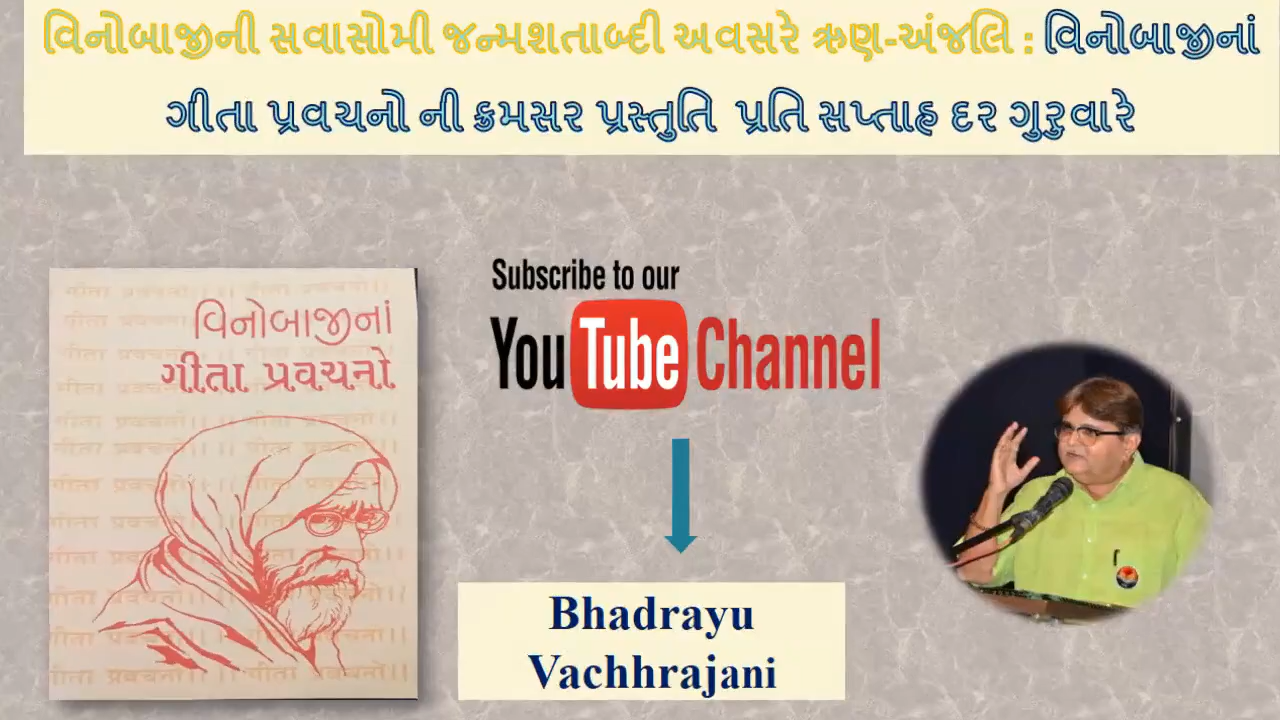 વિનોબાજીની સવાસોમી જન્મશતાબ્દી અવસરે ઋણ-અંજલિ : વિનોબાજીનાં
ગીતા પ્રવચનો ની ક્રમસર પ્રસ્તુતિ પ્રતિ સપ્તાહ દર ગુરુવારે
વિનોબાજીનાં
ગીતા પ્રવચનો
Subscribe to our
YouTube Channel
Bhadrayu
Vachhrajani